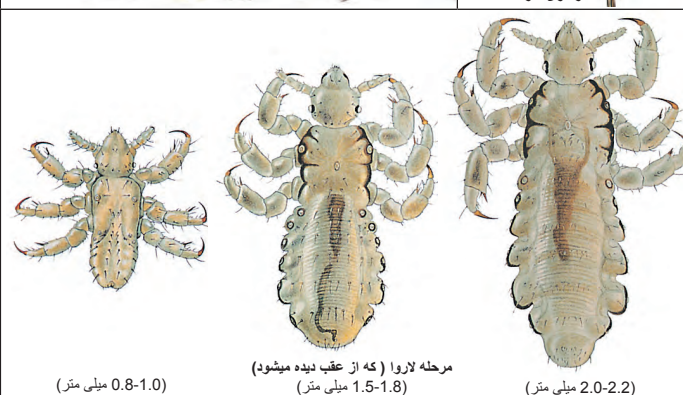 مرحله لاروا ( که از عقب دیده میشود)
(0.8-1.0 میلی متر)
(1.5-1.8 میلی متر)
(2.0-2.2 میلی متر)